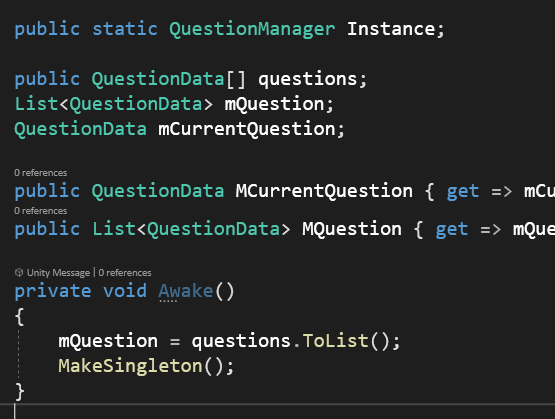 public static QuestionManager Instance;
public QuestionData[] questions;
List<QuestionData> mQuestion;
QuestionData mCurrentQuestion;
0 references
public QuestionData MCurrentQuestion { get => mCu
0 references
public List<QuestionData> MQuestion { get => mQue
Unity Message | 0 references
private void Awake()
{
mQuestion = questions.ToList();
MakeSingleton();
}